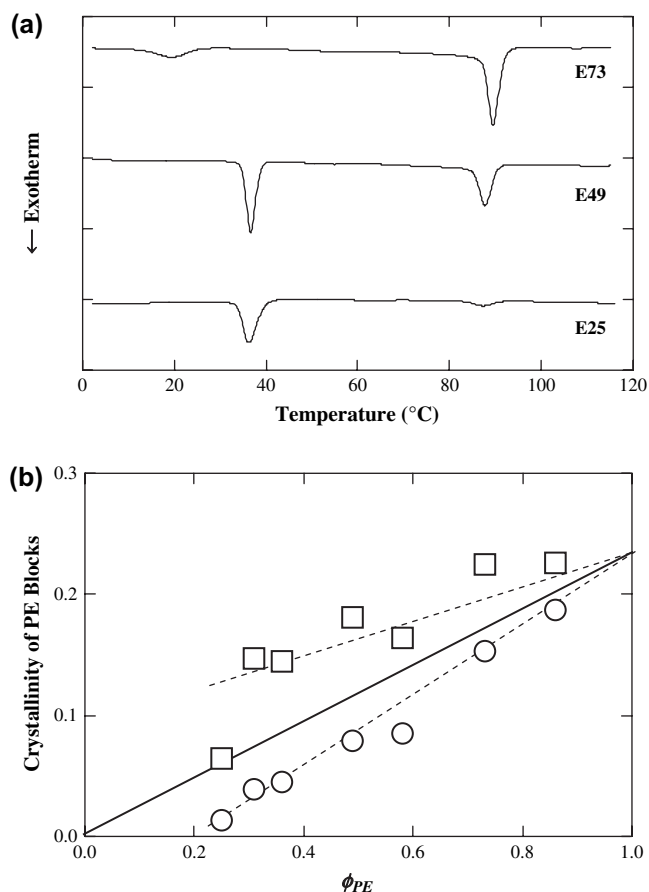 (a)
E73
E49
E25
← Exotherm
0 20 40 60 80 100 120
Temperature (°C)
(b)
0.3
0.2
0.1
0.0
Crystallinity of PE Blocks
0.0 0.2 0.4 0.6 0.8 1.0
ϕPE